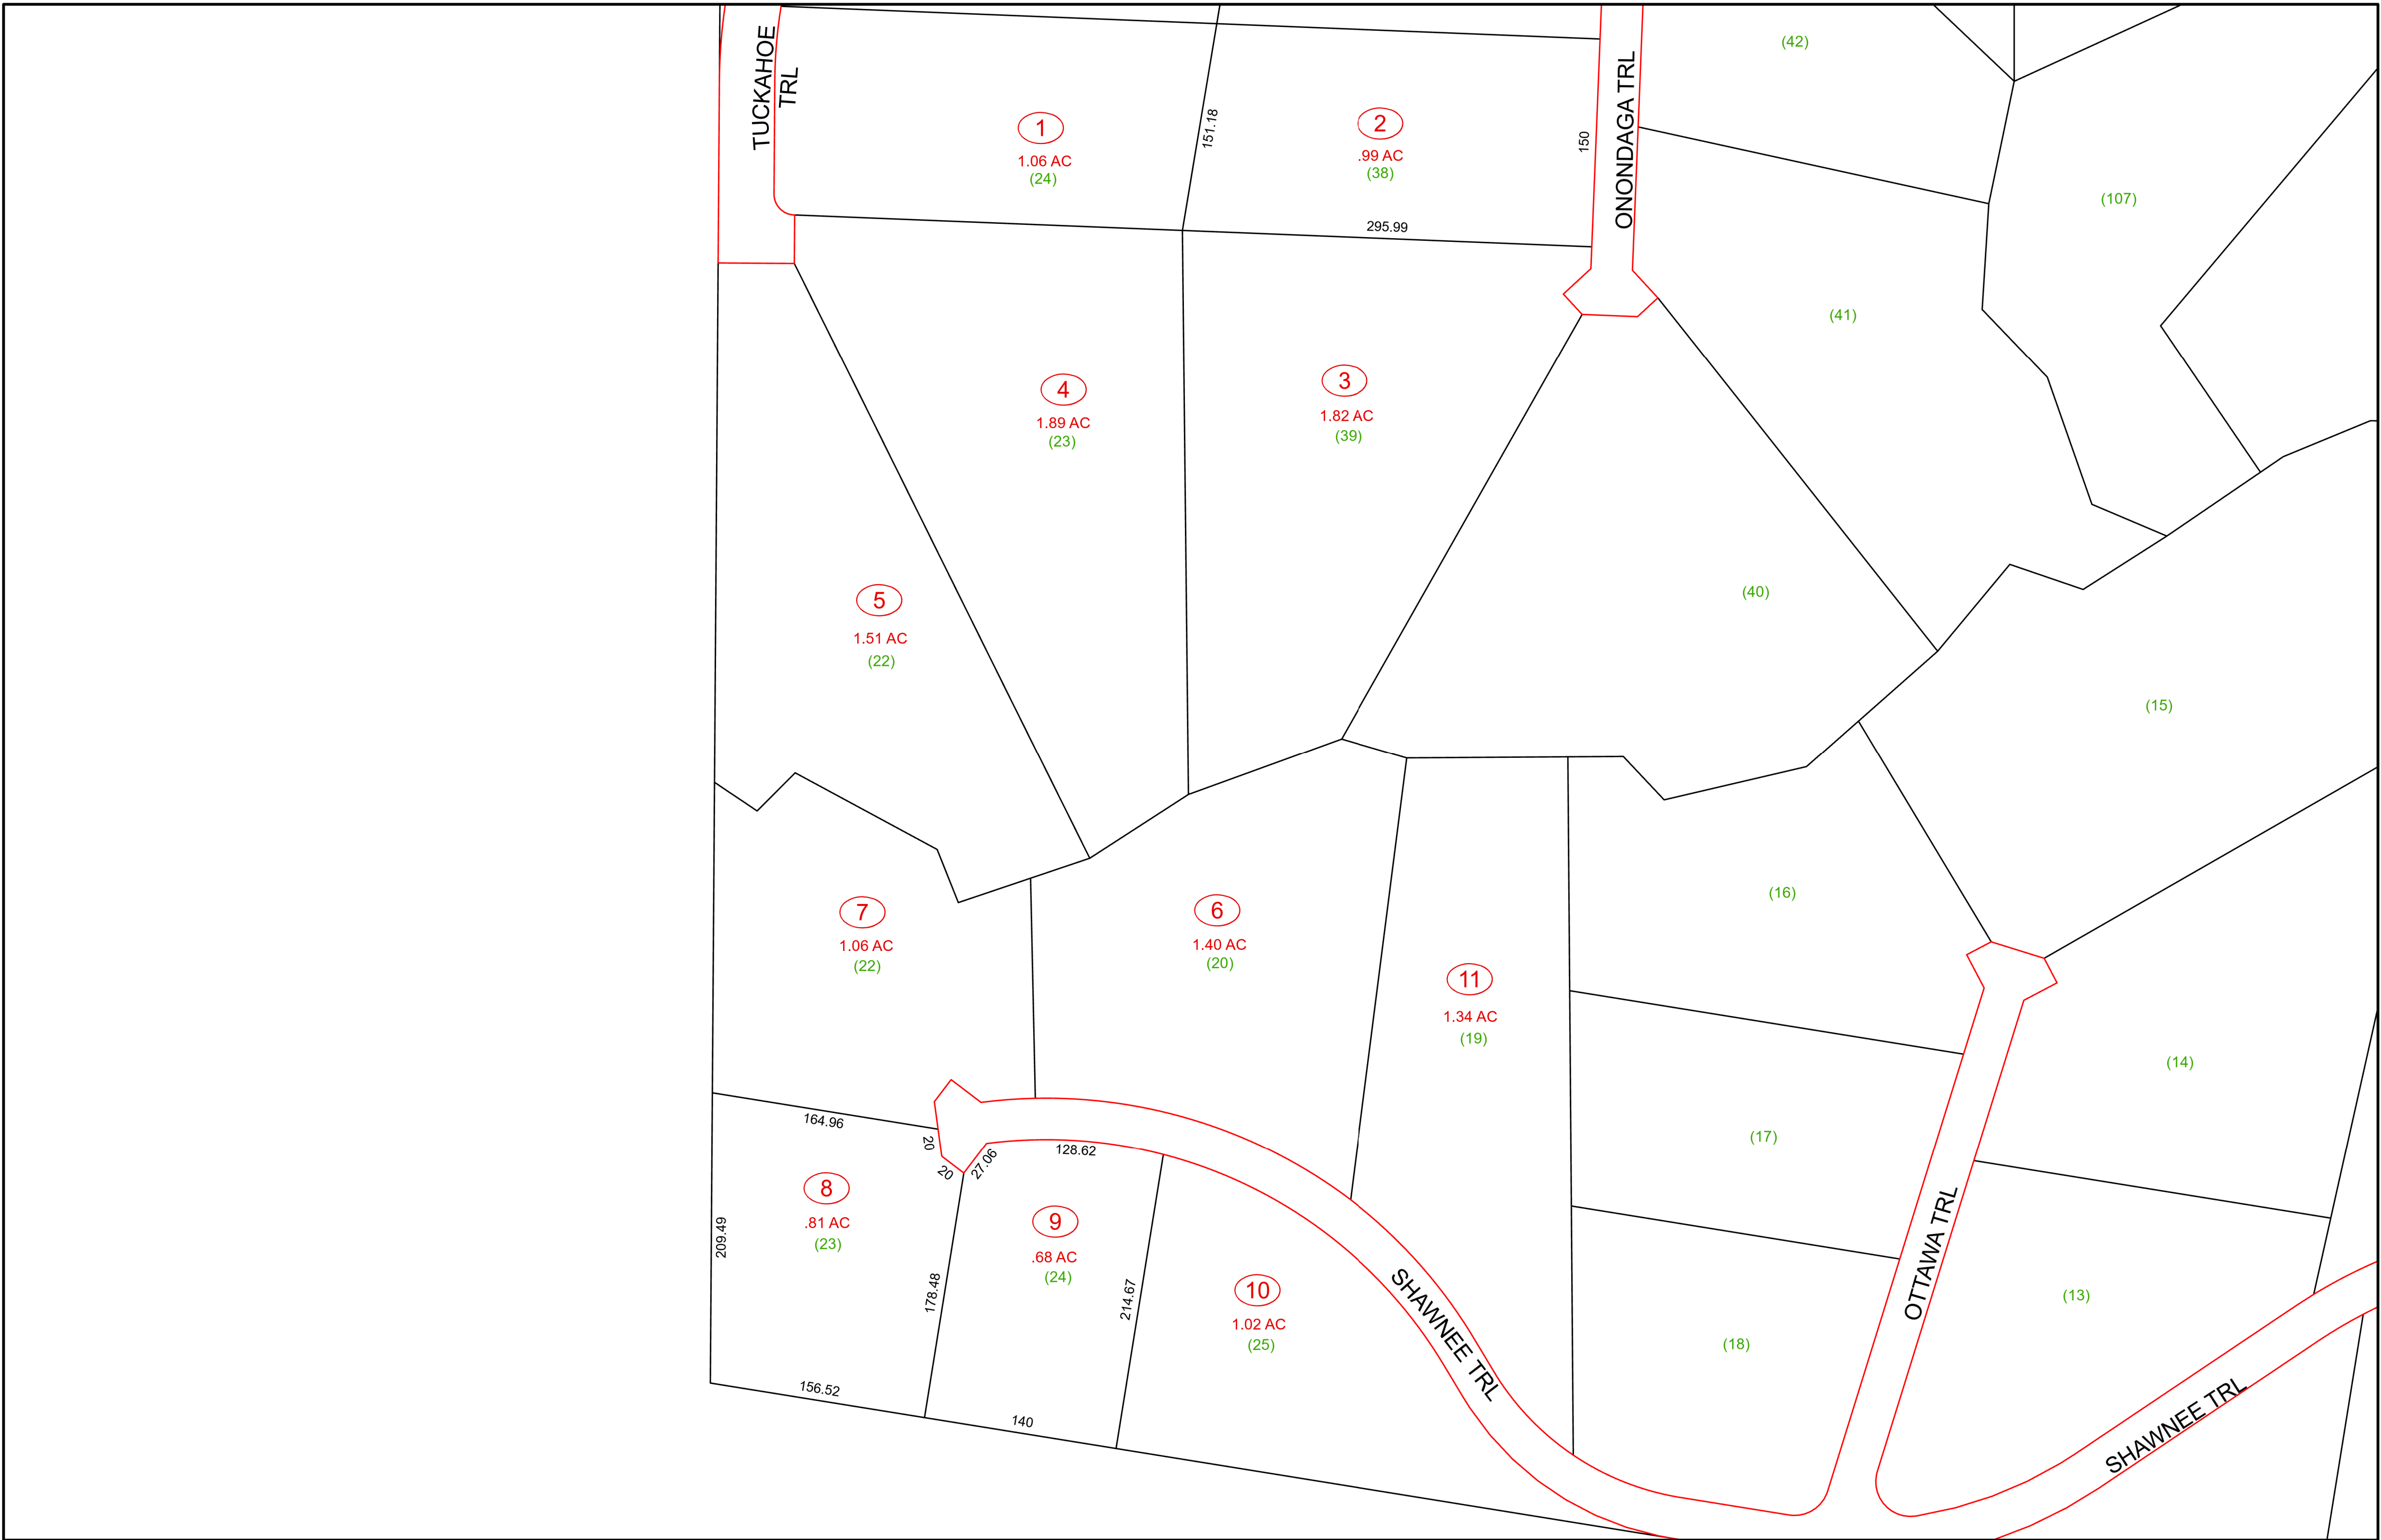 TUCKAHOE
TRL
1
1.06 AC
(24)
151.18
2
.99 AC
(38)
150
295.99
ONONDAGA TRL
(42)
(107)
(41)
4
1.89 AC
(23)
3
1.82 AC
(39)
5
1.51 AC
(22)
(40)
(15)
7
1.06 AC
(22)
6
1.40 AC
(20)
11
1.34 AC
(19)
(16)
(14)
(17)
164.96
20
20
27.06
128.62
8
.81 AC
(23)
209.49
178.48
156.52
9
.68 AC
(24)
214.67
140
10
1.02 AC
(25)
SHAWNEE TRL
(18)
OTTAWA TRL
(13)
SHAWNEE TRL